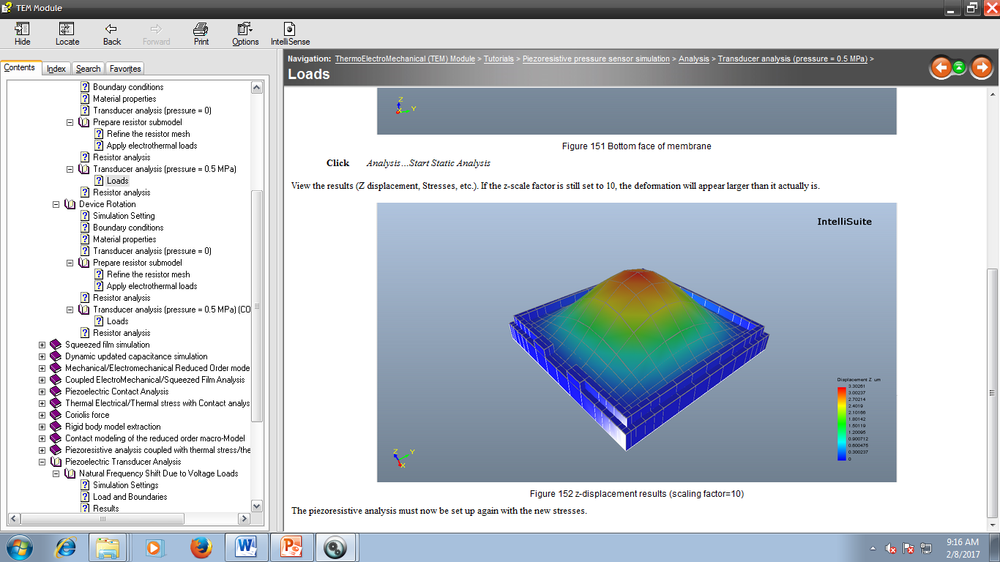 TEM Module
Hide Locate Back Forward Print Options IntelliSense
Contents Index Search Favorites
Boundary conditions
Material properties
Transducer analysis (pressure = 0)
Prepare resistor submodel
Refine the resistor mesh
Apply electrothermal loads
Resistor analysis
Transducer analysis (pressure = 0.5 MPa)
Loads
Resistor analysis
Device Rotation
Simulation Setting
Boundary conditions
Material properties
Transducer analysis (pressure = 0)
Prepare resistor submodel
Refine the resistor mesh
Apply electrothermal loads
Resistor analysis
Transducer analysis (pressure = 0.5 MPa) (CO
Loads
Resistor analysis
Squeezed film simulation
Dynamic updated capacitance simulation
Mechanical/Electromechanical Reduced Order mode
Coupled ElectroMechanical/Squeezed Film Analysis
Piezoelectric Contact Analysis
Thermal Electrical/Thermal stress with Contact analys
Coriolis force
Rigid body model extraction
Contact modeling of the reduced order macro-Model
Piezoresistive analysis coupled with thermal stress/the
Piezoelectric Transducer Analysis
Natural Frequency Shift Due to Voltage Loads
Simulation Settings
Load and Boundaries
Results
Navigation: ThermoElectroMechanical (TEM) Module > Tutorials > Piezoresistive pressure sensor simulation > Analysis > Transducer analysis (pressure = 0.5 MPa) >
Loads
Z
X Y
Figure 151 Bottom face of membrane
Click Analysis…Start Static Analysis
View the results (Z displacement, Stresses, etc.). If the z-scale factor is still set to 10, the deformation will appear larger than it actually is.
IntelliSuite
Displacement Z um
3.30261
3.00237
2.70214
2.4019
2.10166
1.80142
1.50119
1.20095
0.900712
0.600475
0.300237
0
Z Y
X
Figure 152 z-displacement results (scaling factor=10)
The piezoresistive analysis must now be set up again with the new stresses.
9:16 AM
2/8/2017